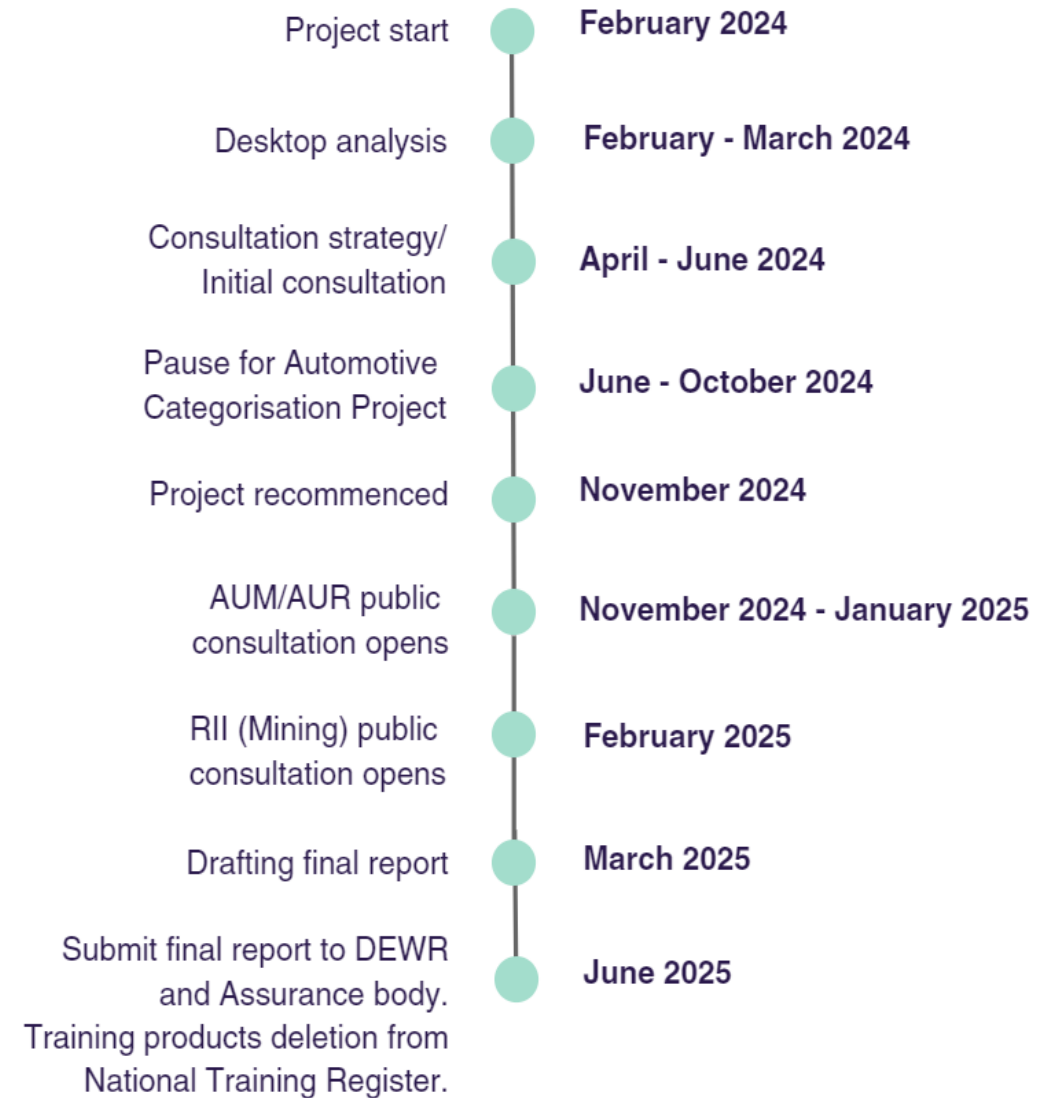 Project start
February 2024
Desktop analysis
February - March 2024
Consultation strategy/
Initial consultation
April - June 2024
Pause for Automotive
Categorisation Project
June - October 2024
Project recommenced
November 2024
AUM/AUR public
consultation opens
November 2024 - January 2025
RII (Mining) public
consultation opens
February 2025
Drafting final report
March 2025
Submit final report to DEWR
and Assurance body.
Training products deletion from
National Training Register.
June 2025